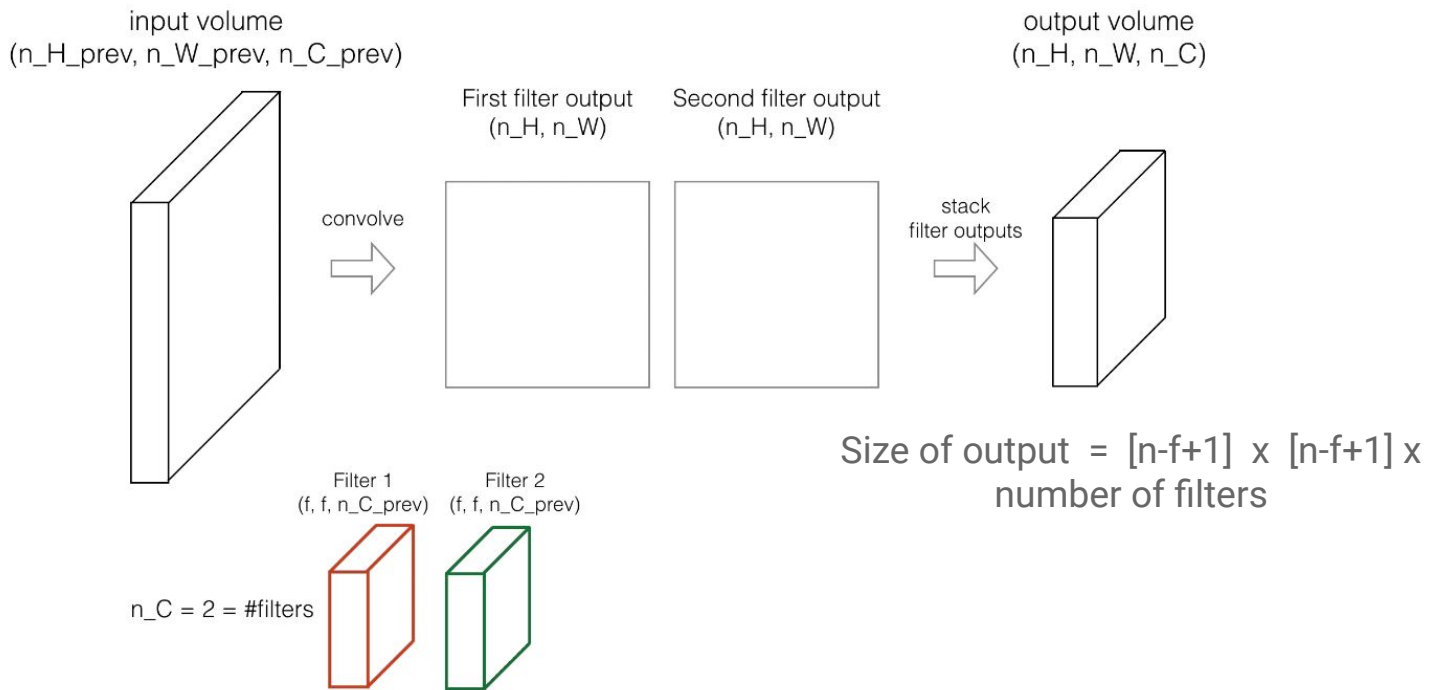 input volume
(n_H_prev, n_W_prev, n_C_prev)
output volume
(n_H, n_W, n_C)
First filter output
(n_H, n_W)
Second filter output
(n_H, n_W)
convolve
stack
filter outputs
Size of output = [n-f+1] x [n-f+1] x
number of filters
Filter 1
(f, f, n_C_prev)
Filter 2
(f, f, n_C_prev)
n_C = 2 = #filters